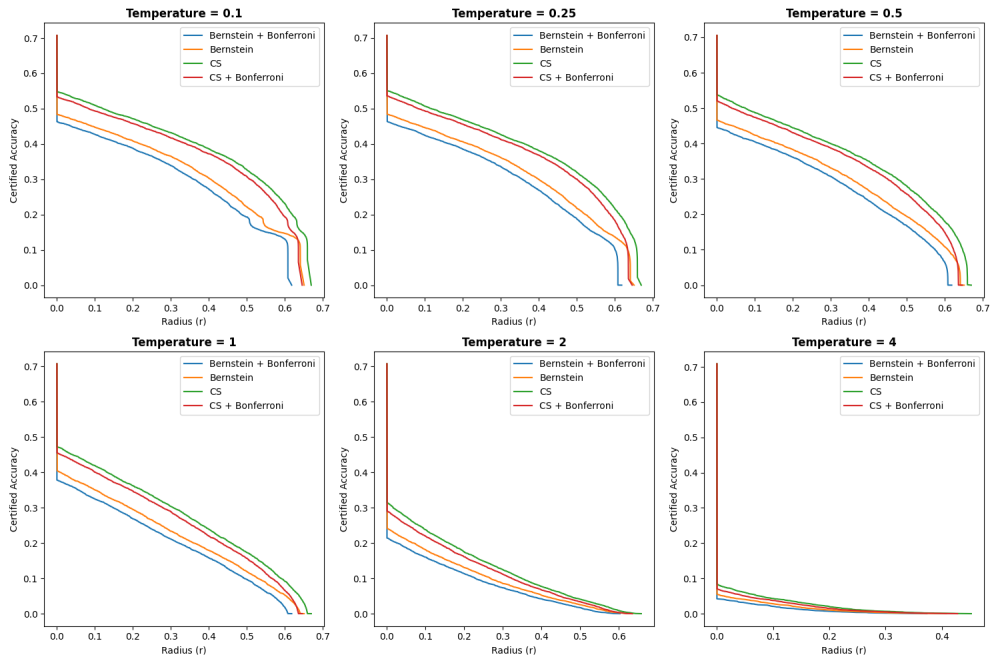 Temperature = 0.1
Certified Accuracy
0.7
0.6
0.5
0.4
0.3
0.2
0.1
0.0
Bernstein + Bonferroni
Bernstein
CS
CS + Bonferroni
0.0 0.1 0.2 0.3 0.4 0.5 0.6 0.7
Radius (r)
Temperature = 0.25
Certified Accuracy
0.7
0.6
0.5
0.4
0.3
0.2
0.1
0.0
Bernstein + Bonferroni
Bernstein
CS
CS + Bonferroni
0.0 0.1 0.2 0.3 0.4 0.5 0.6 0.7
Radius (r)
Temperature = 0.5
Certified Accuracy
0.7
0.6
0.5
0.4
0.3
0.2
0.1
0.0
Bernstein + Bonferroni
Bernstein
CS
CS + Bonferroni
0.0 0.1 0.2 0.3 0.4 0.5 0.6 0.7
Radius (r)
Temperature = 1
Certified Accuracy
0.7
0.6
0.5
0.4
0.3
0.2
0.1
0.0
Bernstein + Bonferroni
Bernstein
CS
CS + Bonferroni
0.0 0.1 0.2 0.3 0.4 0.5 0.6 0.7
Radius (r)
Temperature = 2
Certified Accuracy
0.7
0.6
0.5
0.4
0.3
0.2
0.1
0.0
Bernstein + Bonferroni
Bernstein
CS
CS + Bonferroni
0.0 0.1 0.2 0.3 0.4 0.5 0.6
Radius (r)
Temperature = 4
Certified Accuracy
0.7
0.6
0.5
0.4
0.3
0.2
0.1
0.0
Bernstein + Bonferroni
Bernstein
CS
CS + Bonferroni
0.0 0.1 0.2 0.3 0.4
Radius (r)